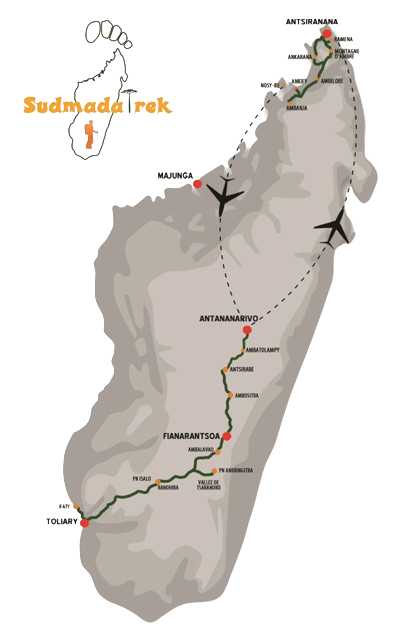 ANTSIRANANA
RAMENA
MONTAGNE
D'AMBRE
ANKARANA
AMBILOBE
ANKIFY
NOSY-BE
AMBANJA
Sudmada Trek
MAJUNGA
ANTANANARIVO
AMBATOLAMPY
ANTSIRABE
AMBOSITRA
FIANARANTSOA
AMBALAVAO
PN ANDRINGITRA
VALLEE DE
TSARANORO
PN ISALO
RANOHIRA
IFATY
TOLIARY